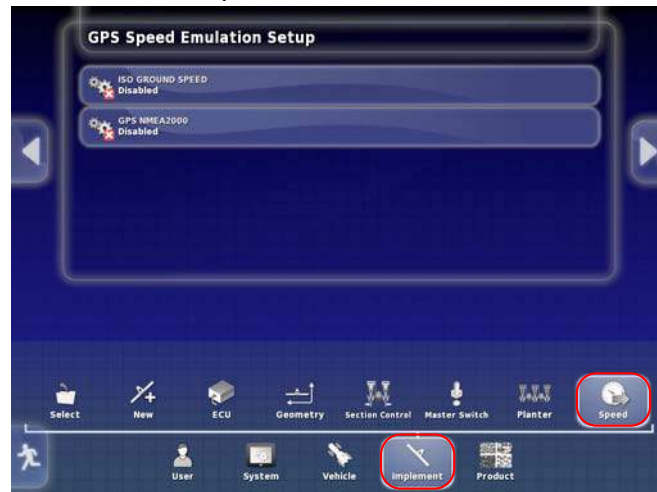 GPS Speed Emulation Setup
ISO GROUND SPEED
Disabled
GPS NMEA2000
Disabled
Select
New
ECU
Geometry
Section Control
Master Switch
Planter
Speed
User
System
Vehicle
Implement
Product